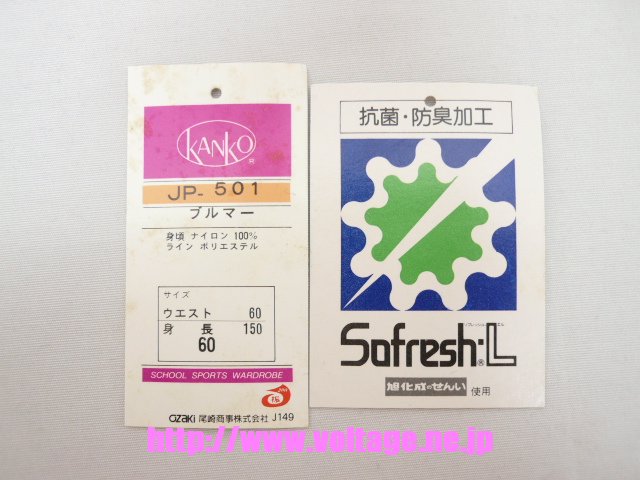 KANKO
®
JP-501
ブルマー
身頃 ナイロン 100%
ライン ポリエステル
サイズ
ウエスト 60
身長 150
60
SCHOOL SPORTS WARDROBE
OZAKI 尾崎商事株式会社 J149
抗菌・防臭加工
Sofresh:L
®
旭化成のせんい 使用
http://www.voltage.ne.jp